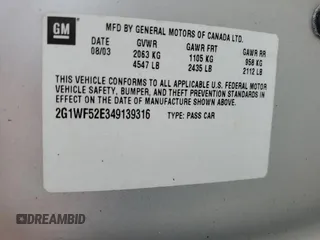 GM
MFD BY GENERAL MOTORS OF CANADA LTD.
DATE GVWR GAWR FRT GAWR RR
08/03 2063 KG 1105 KG 958 KG
4547 LB 2435 LB 2112 LB
THIS VEHICLE CONFORMS TO ALL APPLICABLE U.S. FEDERAL MOTOR
VEHICLE SAFETY, BUMPER, AND THEFT PREVENTION STANDARDS IN
EFFECT ON THE DATE OF MANUFACTURE SHOWN ABOVE.
2G1WF52E349139316 TYPE: PASS CAR
DREAMBID